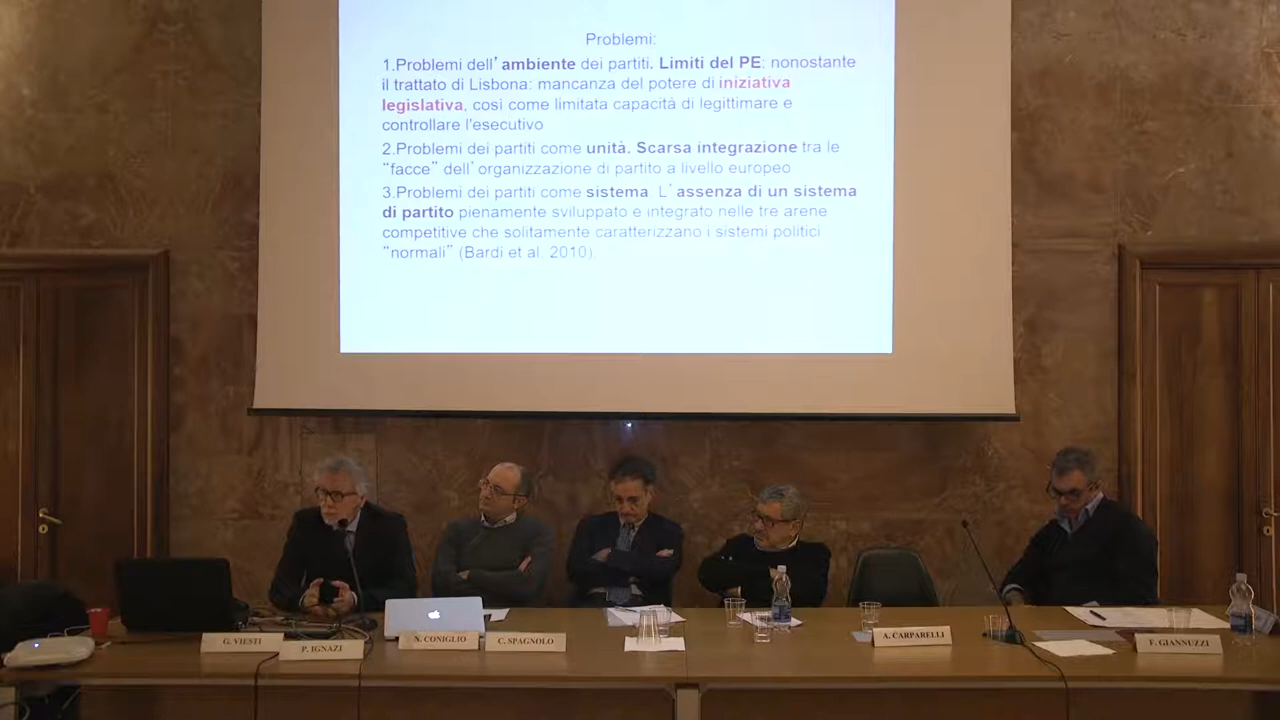 Problemi:
1.Problemi dell'ambiente dei partiti. Limiti del PE: nonostante
il trattato di Lisbona: mancanza del potere di iniziativa
legislativa, così come limitata capacità di legittimare e
controllare l'esecutivo
2.Problemi dei partiti come unità. Scarsa integrazione tra le
"facce" dell'organizzazione di partito a livello europeo
3.Problemi dei partiti come sistema. L'assenza di un sistema
di partito pienamente sviluppato e integrato nelle tre arene
competitive che solitamente caratterizzano i sistemi politici
"normali" (Bardi et al. 2010).
G. VIESTI
P. IGNAZI
N. CONIGLIO
C. SPAGNOLO
A. CARPARELLI
F. GIANNUZZI